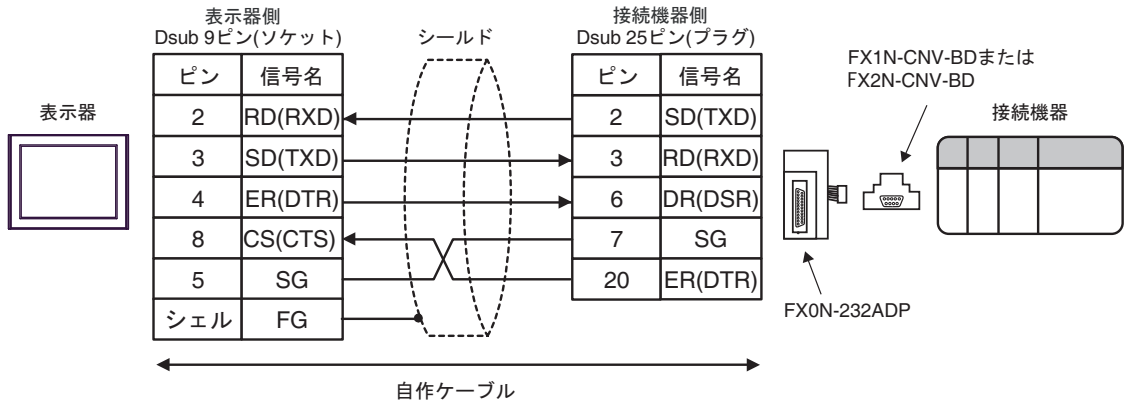 表示器側
Dsub 9ピン(ソケット)
シールド
接続機器側
Dsub 25ピン(プラグ)
ピン 信号名
2 RD(RXD)
3 SD(TXD)
4 ER(DTR)
8 CS(CTS)
5 SG
シェル FG
ピン 信号名
2 SD(TXD)
3 RD(RXD)
6 DR(DSR)
7 SG
20 ER(DTR)
表示器
FX1N-CNV-BDまたは
FX2N-CNV-BD
接続機器
FX0N-232ADP
自作ケーブル